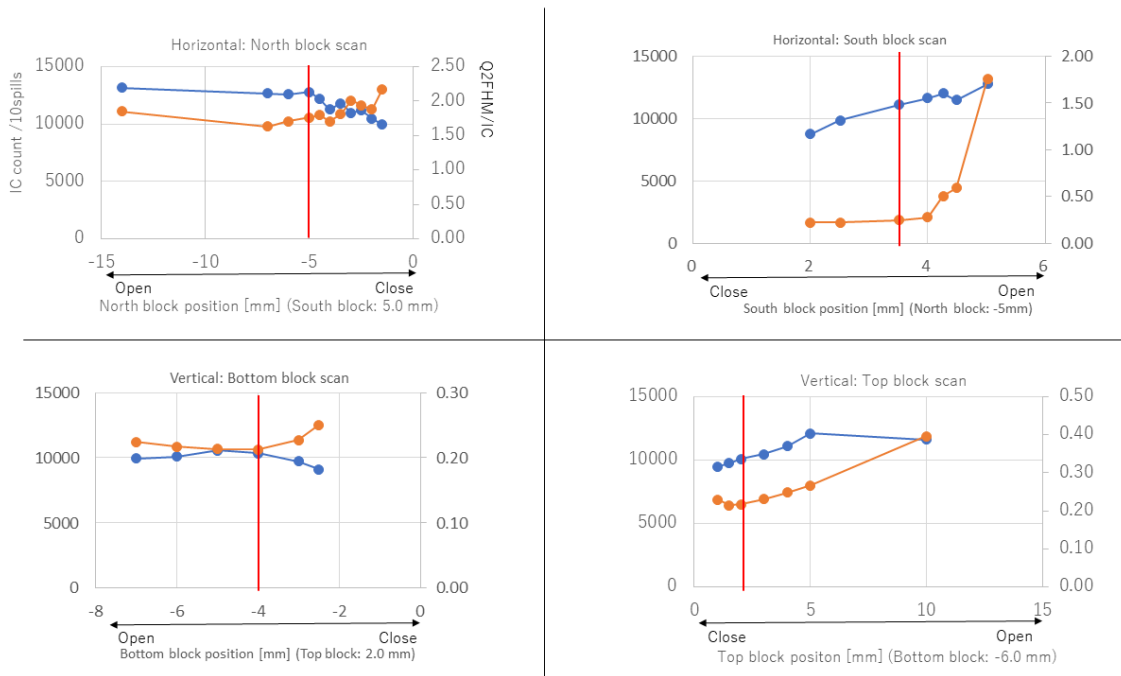 Horizontal: North block scan
IC count /10spills
15000
10000
5000
0
2.50
2.00
1.50
1.00
0.50
0.00
Q2FHM/IC
-15 -10 -5 0
Open Close
North block position [mm] (South block: 5.0 mm)
Horizontal: South block scan
15000
10000
5000
0
2.00
1.50
1.00
0.50
0.00
0 2 4 6
Close Open
South block position [mm] (North block: -5mm)
Vertical: Bottom block scan
15000
10000
5000
0
0.30
0.20
0.10
0.00
-8 -6 -4 -2 0
Open Close
Bottom block position [mm] (Top block: 2.0 mm)
Vertical: Top block scan
15000
10000
5000
0
0.50
0.40
0.30
0.20
0.10
0.00
0 5 10 15
Close Open
Top block positon [mm] (Bottom block: -6.0 mm)